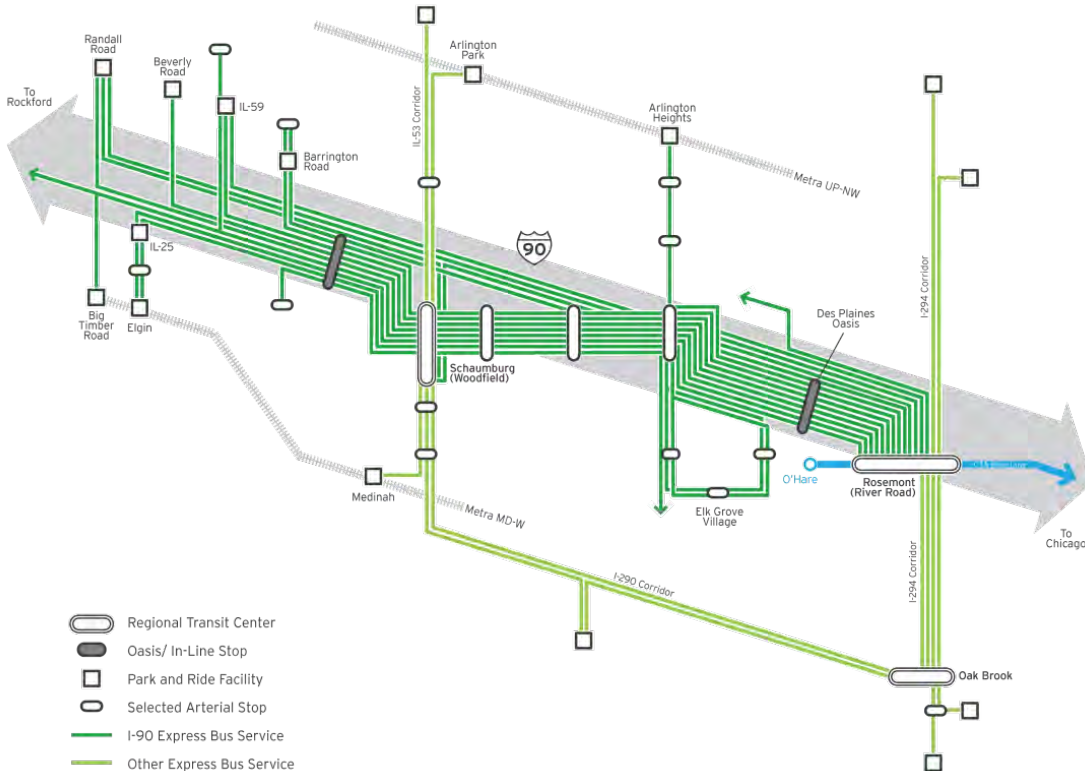 Randall
Road
Beverly
Road
To
Rockford
IL-59
Barrington
Road
IL-53 Corridor
Arlington
Park
Arlington
Heights
Metra UP-NW
90
IL-25
Big
Timber
Road
Elgin
Schaumburg
(Woodfield)
Des Plaines
Oasis
I-294 Corridor
O'Hare
Rosemont
(River Road)
To
Chicago
Medinah
Metra MD-W
Elk Grove
Village
I-290 Corridor
I-294 Corridor
Oak Brook
Regional Transit Center
Oasis/ In-Line Stop
Park and Ride Facility
Selected Arterial Stop
I-90 Express Bus Service
Other Express Bus Service